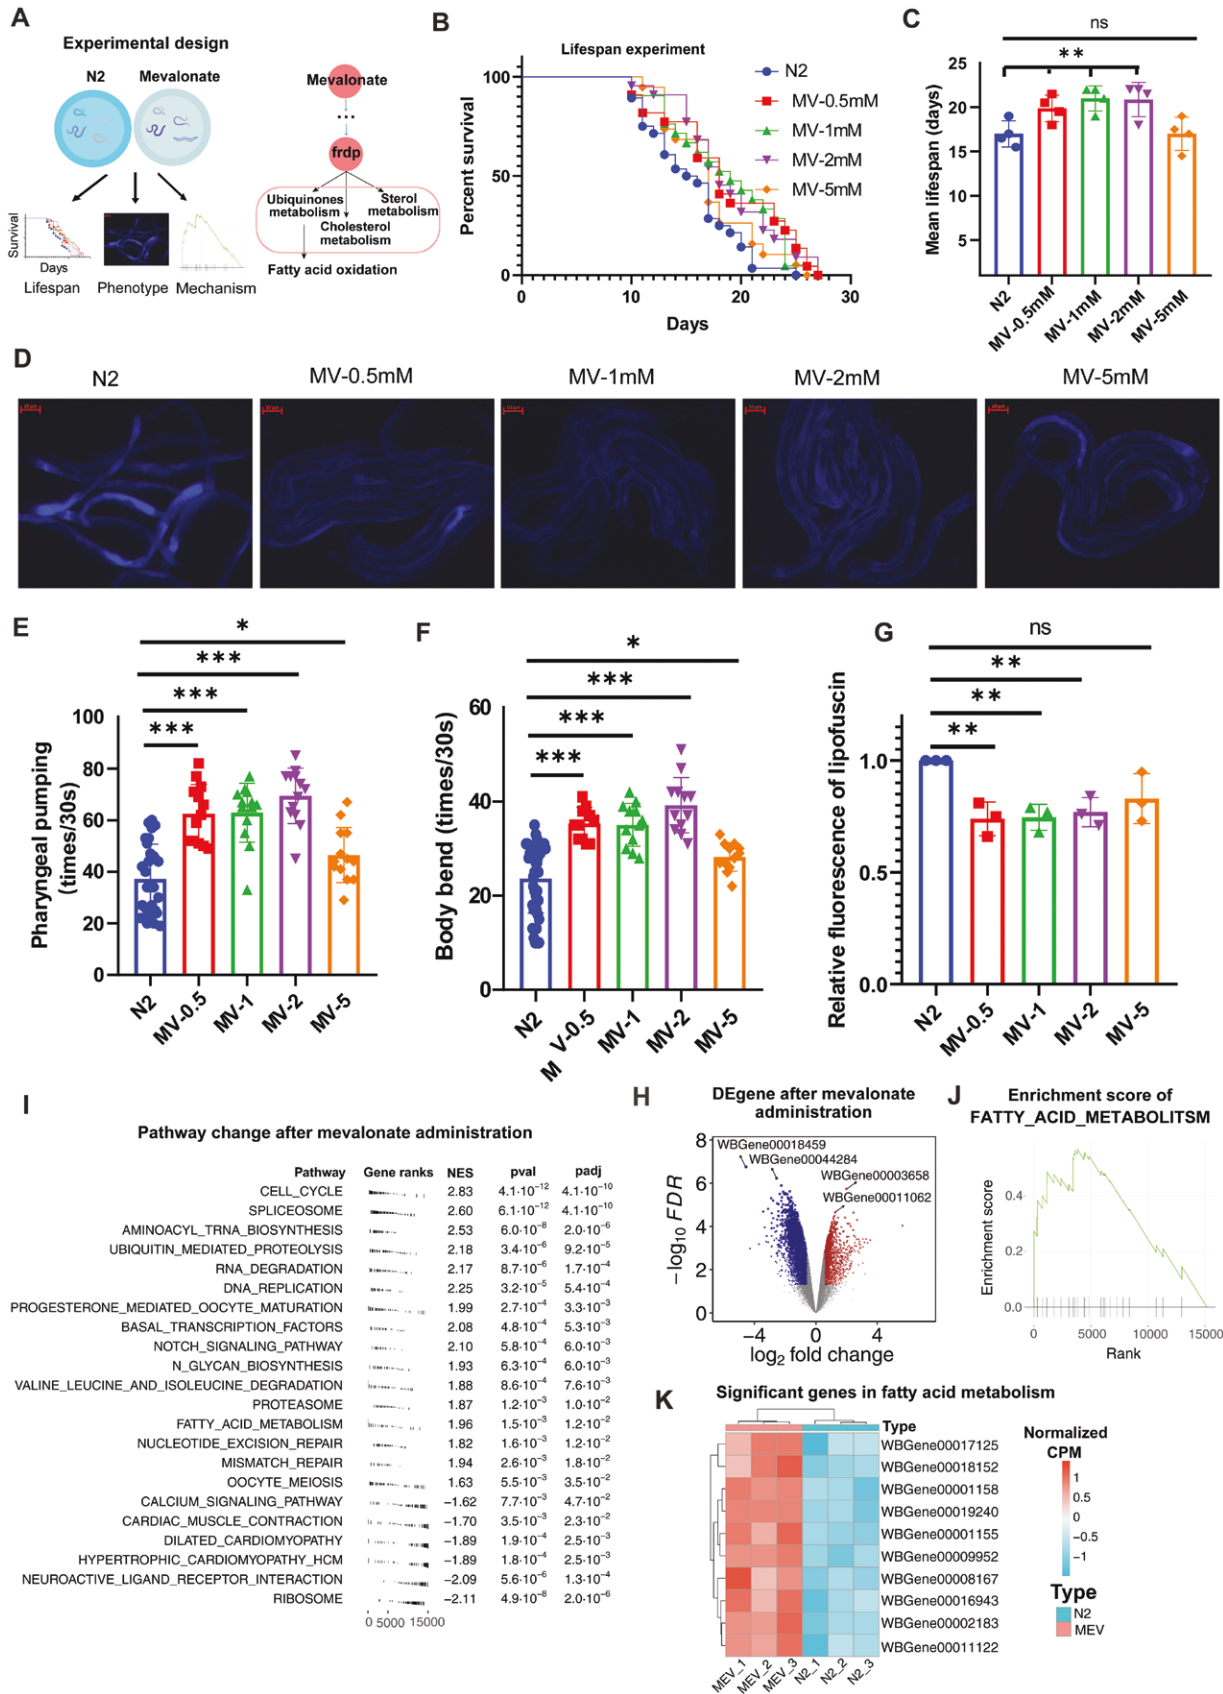 A
Experimental design
N2
Mevalonate
Survival
Days
Lifespan
Phenotype
Mechanism
Mevalonate
...
frdp
Ubiquinones
metabolism
Sterol
metabolism
Cholesterol
metabolism
Fatty acid oxidation
B
Lifespan experiment
Percent survival
100
50
0
0
10
20
30
Days
N2
MV-0.5mM
MV-1mM
MV-2mM
MV-5mM
C
ns
**
Mean lifespan (days)
25
20
15
10
5
N2
MV-0.5mM
MV-1mM
MV-2mM
MV-5mM
D
N2
MV-0.5mM
MV-1mM
MV-2mM
MV-5mM
E
*
***
***
***
Pharyngeal pumping
(times/30s)
100
80
60
40
20
0
N2
MV-0.5
MV-1
MV-2
MV-5
F
*
***
***
***
Body bend (times/30s)
60
40
20
0
N2
M V-0.5
MV-1
MV-2
MV-5
G
ns
**
**
**
Relative fluorescence of lipofuscin
1.0
0.5
0.0
N2
MV-0.5
MV-1
MV-2
MV-5
I
Pathway change after mevalonate administration
Pathway Gene ranks NES pval padj
CELL_CYCLE 2.83 4.1·10⁻¹² 4.1·10⁻¹⁰
SPLICEOSOME 2.60 6.1·10⁻¹² 4.1·10⁻¹⁰
AMINOACYL_TRNA_BIOSYNTHESIS 2.53 6.0·10⁻⁸ 2.0·10⁻⁶
UBIQUITIN_MEDIATED_PROTEOLYSIS 2.18 3.4·10⁻⁶ 9.2·10⁻⁵
RNA_DEGRADATION 2.17 8.7·10⁻⁶ 1.7·10⁻⁴
DNA_REPLICATION 2.25 3.2·10⁻⁵ 5.4·10⁻⁴
PROGESTERONE_MEDIATED_OOCYTE_MATURATION 1.99 2.7·10⁻⁴ 3.3·10⁻³
BASAL_TRANSCRIPTION_FACTORS 2.08 4.8·10⁻⁴ 5.3·10⁻³
NOTCH_SIGNALING_PATHWAY 2.10 5.8·10⁻⁴ 6.0·10⁻³
N_GLYCAN_BIOSYNTHESIS 1.93 6.3·10⁻⁴ 6.0·10⁻³
VALINE_LEUCINE_AND_ISOLEUCINE_DEGRADATION 1.88 8.6·10⁻⁴ 7.6·10⁻³
PROTEASOME 1.87 1.2·10⁻³ 1.0·10⁻²
FATTY_ACID_METABOLISM 1.96 1.5·10⁻³ 1.2·10⁻²
NUCLEOTIDE_EXCISION_REPAIR 1.82 1.6·10⁻³ 1.2·10⁻²
MISMATCH_REPAIR 1.94 2.6·10⁻³ 1.8·10⁻²
OOCYTE_MEIOSIS 1.63 5.5·10⁻³ 3.5·10⁻²
CALCIUM_SIGNALING_PATHWAY −1.62 7.7·10⁻³ 4.7·10⁻²
CARDIAC_MUSCLE_CONTRACTION −1.70 3.5·10⁻³ 2.3·10⁻²
DILATED_CARDIOMYOPATHY −1.89 1.9·10⁻⁴ 2.5·10⁻³
HYPERTROPHIC_CARDIOMYOPATHY_HCM −1.89 1.8·10⁻⁴ 2.5·10⁻³
NEUROACTIVE_LIGAND_RECEPTOR_INTERACTION −2.09 5.6·10⁻⁶ 1.3·10⁻⁴
RIBOSOME −2.11 4.9·10⁻⁸ 2.0·10⁻⁶
0 5000 15000
H
DEgene after mevalonate
administration
−log₁₀ FDR
8
6
4
2
0
WBGene00018459
WBGene00044284
WBGene00003658
WBGene00011062
−4
0
4
log₂ fold change
J
Enrichment score of
FATTY_ACID_METABOLITSM
Enrichment score
0.4
0.2
0.0
0
5000
10000
15000
Rank
K
Significant genes in fatty acid metabolism
Type
WBGene00017125
WBGene00018152
WBGene00001158
WBGene00019240
WBGene00001155
WBGene00009952
WBGene00008167
WBGene00016943
WBGene00002183
WBGene00011122
MEV_1
MEV_2
MEV_3
N2_1
N2_2
N2_3
Normalized
CPM
1
0.5
0
−0.5
−1
Type
N2
MEV